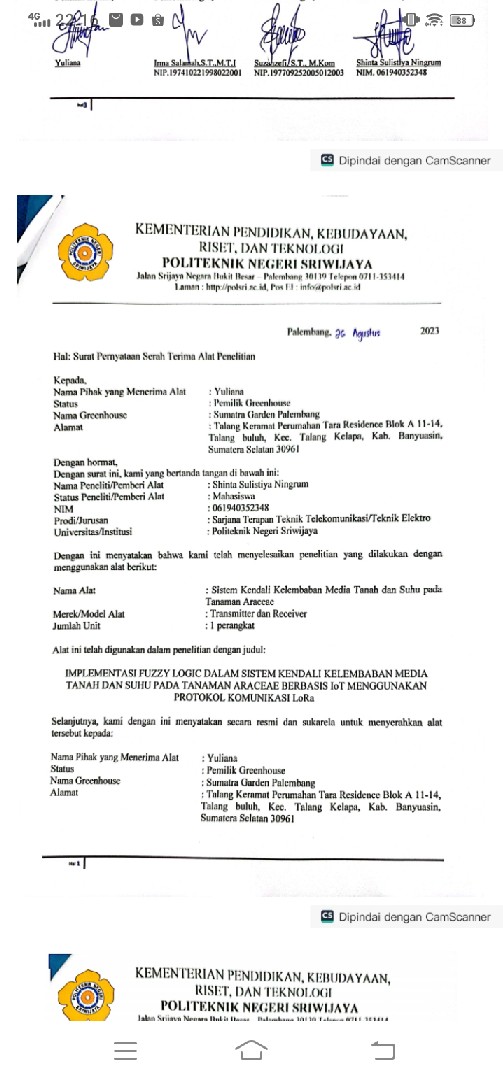 4G 22:16 38
Yuliana Irma Salamah,S.T.,M.T.I Suzanzefi,S.T., M.Kom Shinta Sulistiya Ningrum
NIP.197410221998022001 NIP.197709252005012003 NIM. 061940352348
CS Dipindai dengan CamScanner
KEMENTERIAN PENDIDIKAN, KEBUDAYAAN,
RISET, DAN TEKNOLOGI
POLITEKNIK NEGERI SRIWIJAYA
Jalan Srijaya Negara Bukit Besar – Palembang 30139 Telepon 0711-353414
Laman : http://polsri.ac.id, Pos El : info@polsri.ac.id
Palembang, 26 Agustus 2023
Hal: Surat Pernyataan Serah Terima Alat Penelitian
Kepada,
Nama Pihak yang Menerima Alat : Yuliana
Status : Pemilik Greenhouse
Nama Greenhouse : Sumatra Garden Palembang
Alamat : Talang Keramat Perumahan Tara Residence Blok A 11-14,
Talang buluh, Kec. Talang Kelapa, Kab. Banyuasin,
Sumatera Selatan 30961
Dengan hormat,
Dengan surat ini, kami yang bertanda tangan di bawah ini:
Nama Peneliti/Pemberi Alat : Shinta Sulistiya Ningrum
Status Peneliti/Pemberi Alat : Mahasiswa
NIM : 061940352348
Prodi/Jurusan : Sarjana Terapan Teknik Telekomunikasi/Teknik Elektro
Universitas/Institusi : Politeknik Negeri Sriwijaya
Dengan ini menyatakan bahwa kami telah menyelesaikan penelitian yang dilakukan dengan
menggunakan alat berikut:
Nama Alat : Sistem Kendali Kelembaban Media Tanah dan Suhu pada
Tanaman Araceae
Merek/Model Alat : Transmitter dan Receiver
Jumlah Unit : 1 perangkat
Alat ini telah digunakan dalam penelitian dengan judul:
IMPLEMENTASI FUZZY LOGIC DALAM SISTEM KENDALI KELEMBABAN MEDIA
TANAH DAN SUHU PADA TANAMAN ARACEAE BERBASIS IoT MENGGUNAKAN
PROTOKOL KOMUNIKASI LoRa
Selanjutnya, kami dengan ini menyatakan secara resmi dan sukarela untuk menyerahkan alat
tersebut kepada:
Nama Pihak yang Menerima Alat : Yuliana
Status : Pemilik Greenhouse
Nama Greenhouse : Sumatra Garden Palembang
Alamat : Talang Keramat Perumahan Tara Residence Blok A 11-14,
Talang buluh, Kec. Talang Kelapa, Kab. Banyuasin,
Sumatera Selatan 30961
CS Dipindai dengan CamScanner
KEMENTERIAN PENDIDIKAN, KEBUDAYAAN,
RISET, DAN TEKNOLOGI
POLITEKNIK NEGERI SRIWIJAYA